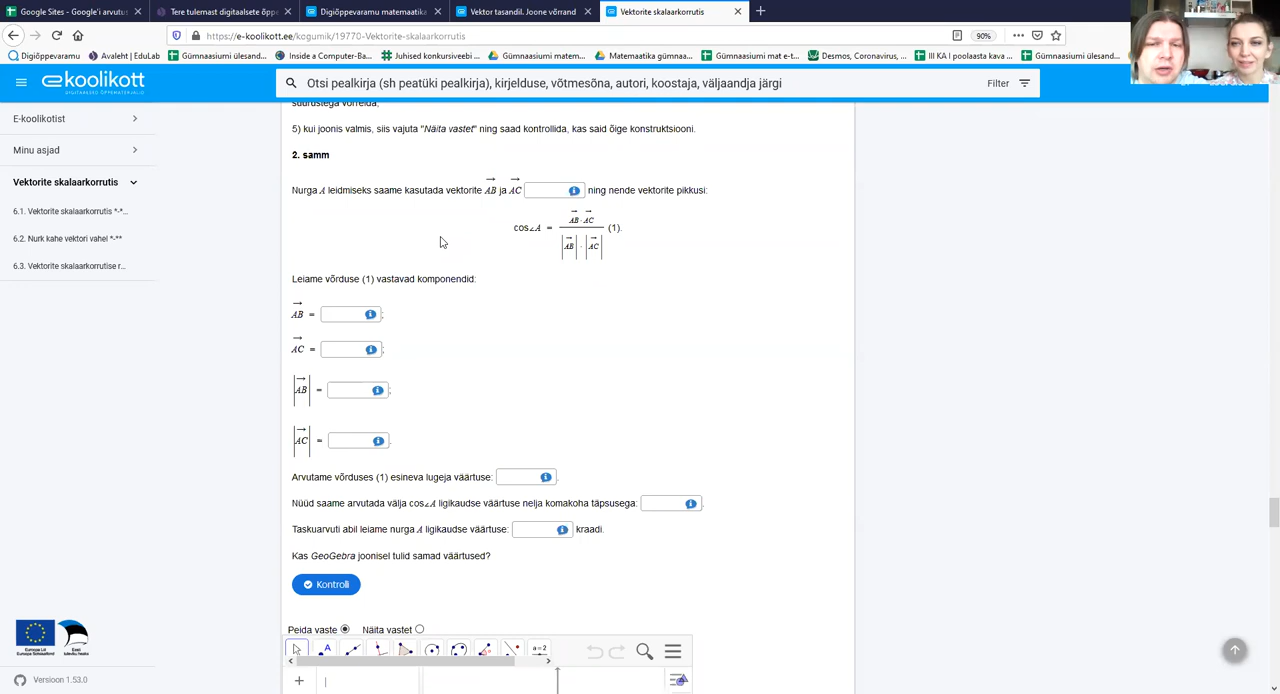 Google Sites - Google'i arvutus
Tere tulemast digitaalsete õppe
Digiõppevaramu matemaatika
Vektor tasandil. Joone võrrand
Vektorite skalaarkorrutis
https://e-koolikott.ee/kogumik/19770-Vektorite-skalaarkorrutis
90%
Digiõppevaramu
Avaleht | EduLab
Gümnaasiumi ülesand...
Inside a Computer-Ba...
Juhised konkursiveebi ...
Gümnaasiumi matem...
Matemaatika gümnaa...
Gümnaasiumi mat e-t...
Desmos, Coronavirus, ...
III KA I poolaasta kava ...
Gümnaasiumi ülesand...
e koolikott
DIGITAALSED ÕPPEMATERJALID
Otsi pealkirja (sh peatüki pealkirja), kirjelduse, võtmesõna, autori, koostaja, väljaandja järgi
Filter
E-koolikotist
Minu asjad
Vektorite skalaarkorrutis
6.1. Vektorite skalaarkorrutis *-*...
6.2. Nurk kahe vektori vahel *-**
6.3. Vektorite skalaarkorrutise r...
suurustega võrrelda;
5) kui joonis valmis, siis vajuta "Näita vastet" ning saad kontrollida, kas said õige konstruktsiooni.
2. samm
Nurga A leidmiseks saame kasutada vektorite AB ja AC ning nende vektorite pikkusi:
cos∠A = AB · AC / |AB| · |AC| (1).
Leiame võrduse (1) vastavad komponendid:
AB = ;
AC = ;
|AB| = ;
|AC| = .
Arvutame võrduses (1) esineva lugeja väärtuse: .
Nüüd saame arvutada välja cos∠A ligikaudse väärtuse nelja komakoha täpsusega: .
Taskuarvuti abil leiame nurga A ligikaudse väärtuse: kraadi.
Kas GeoGebra joonisel tulid samad väärtused?
Kontrolli
Peida vaste Näita vastet
A
a=2
Versioon 1.53.0